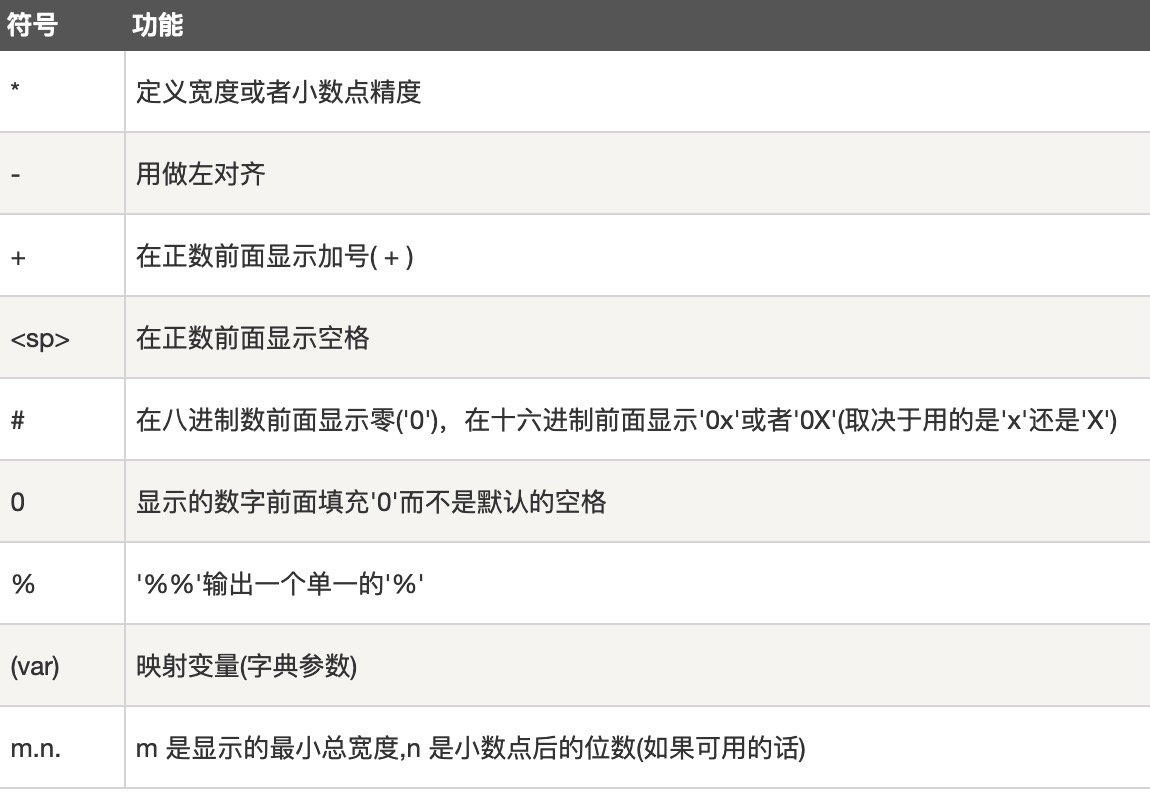 符号 功能
* 定义宽度或者小数点精度
- 用做左对齐
+ 在正数前面显示加号( + )
<sp> 在正数前面显示空格
# 在八进制数前面显示零('0')，在十六进制前面显示'0x'或者'0X'(取决于用的是'x'还是'X')
0 显示的数字前面填充'0'而不是默认的空格
% '%%'输出一个单一的'%'
(var) 映射变量(字典参数)
m.n. m 是显示的最小总宽度,n 是小数点后的位数(如果可用的话)